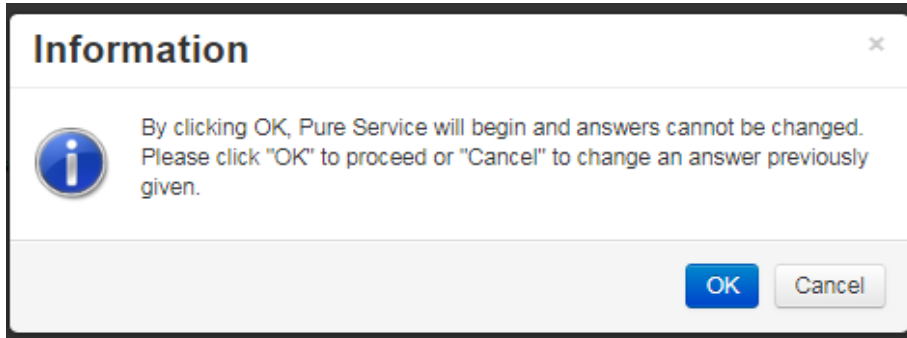 Information
×
By clicking OK, Pure Service will begin and answers cannot be changed.
Please click "OK" to proceed or "Cancel" to change an answer previously
given.
OK
Cancel